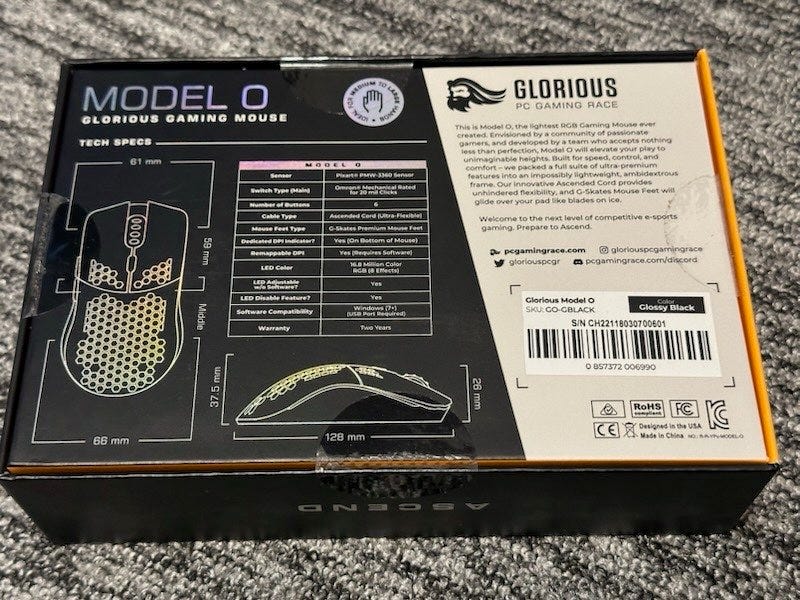 MODEL O
GLORIOUS GAMING MOUSE
IDEAL FOR MEDIUM TO LARGE HANDS
TECH SPECS
61 mm
59 mm
Middle
66 mm
MODEL O
Sensor Pixart® PMW-3360 Sensor
Switch Type (Main) Omron® Mechanical Rated
for 20 mil Clicks
Number of Buttons 6
Cable Type Ascended Cord (Ultra-Flexible)
Mouse Feet Type G-Skates Premium Mouse Feet
Dedicated DPI Indicator? Yes (On Bottom of Mouse)
Remappable DPI Yes (Requires Software)
LED Color 16.8 Million Color
RGB (8 Effects)
LED Adjustable
w/o Software? Yes
LED Disable Feature? Yes
Software Compatibility Windows (7+)
(USB Port Required)
Warranty Two Years
37.5 mm
26 mm
128 mm
GLORIOUS
PC GAMING RACE
This is Model O, the lightest RGB Gaming Mouse ever
created. Envisioned by a community of passionate
gamers, and developed by a team who accepts nothing
less than perfection, Model O will elevate your play to
unimaginable heights. Built for speed, control, and
comfort – we packed a full suite of ultra-premium
features into an impossibly lightweight, ambidextrous
frame. Our innovative Ascended Cord provides
unhindered flexibility, and G-Skates Mouse Feet will
glide over your pad like blades on ice.
Welcome to the next level of competitive e-sports
gaming. Prepare to Ascend.
pcgamingrace.com gloriouspcgamingrace
gloriouspcgr pcgamingrace.com/discord
Glorious Model O
SKU: GO-GBLACK
Color
Glossy Black
S/N CH22118030700601
0 857372 006990
RoHS
compliant
FC
KC
CE
Designed in the USA
Made in China
ASCEND